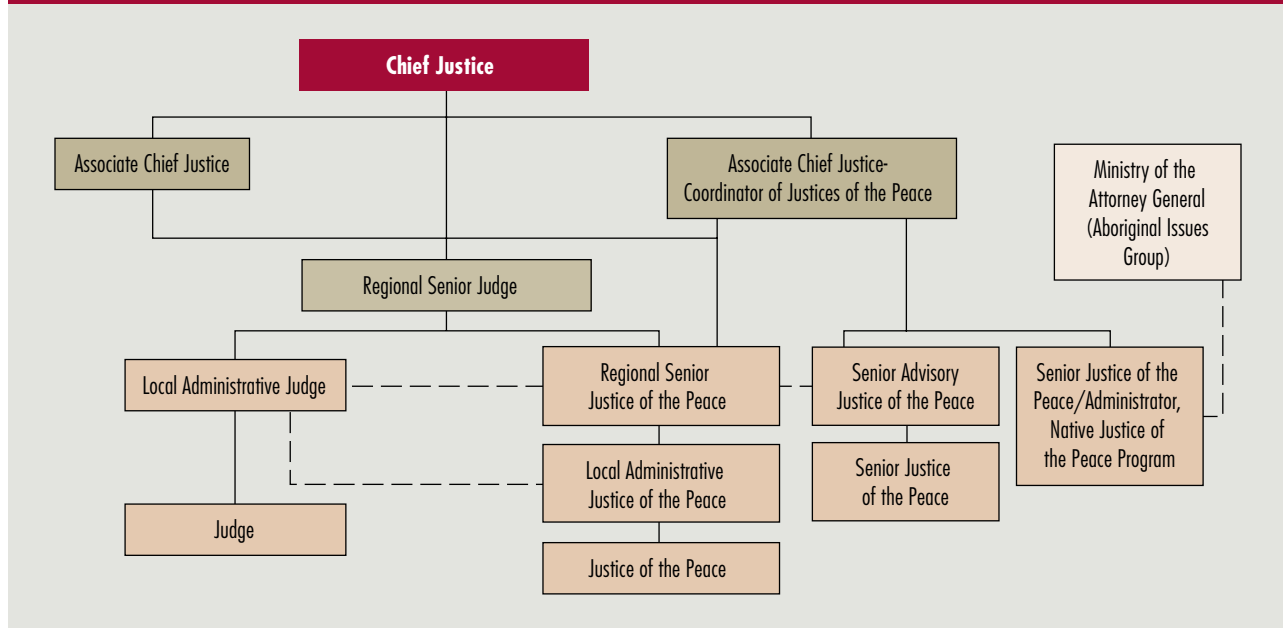 Chief Justice
Associate Chief Justice
Associate Chief Justice-
Coordinator of Justices of the Peace
Ministry of the
Attorney General
(Aboriginal Issues
Group)
Regional Senior Judge
Local Administrative Judge
Regional Senior
Justice of the Peace
Senior Advisory
Justice of the Peace
Senior Justice of the
Peace/Administrator,
Native Justice of
the Peace Program
Local Administrative
Justice of the Peace
Senior Justice
of the Peace
Judge
Justice of the Peace